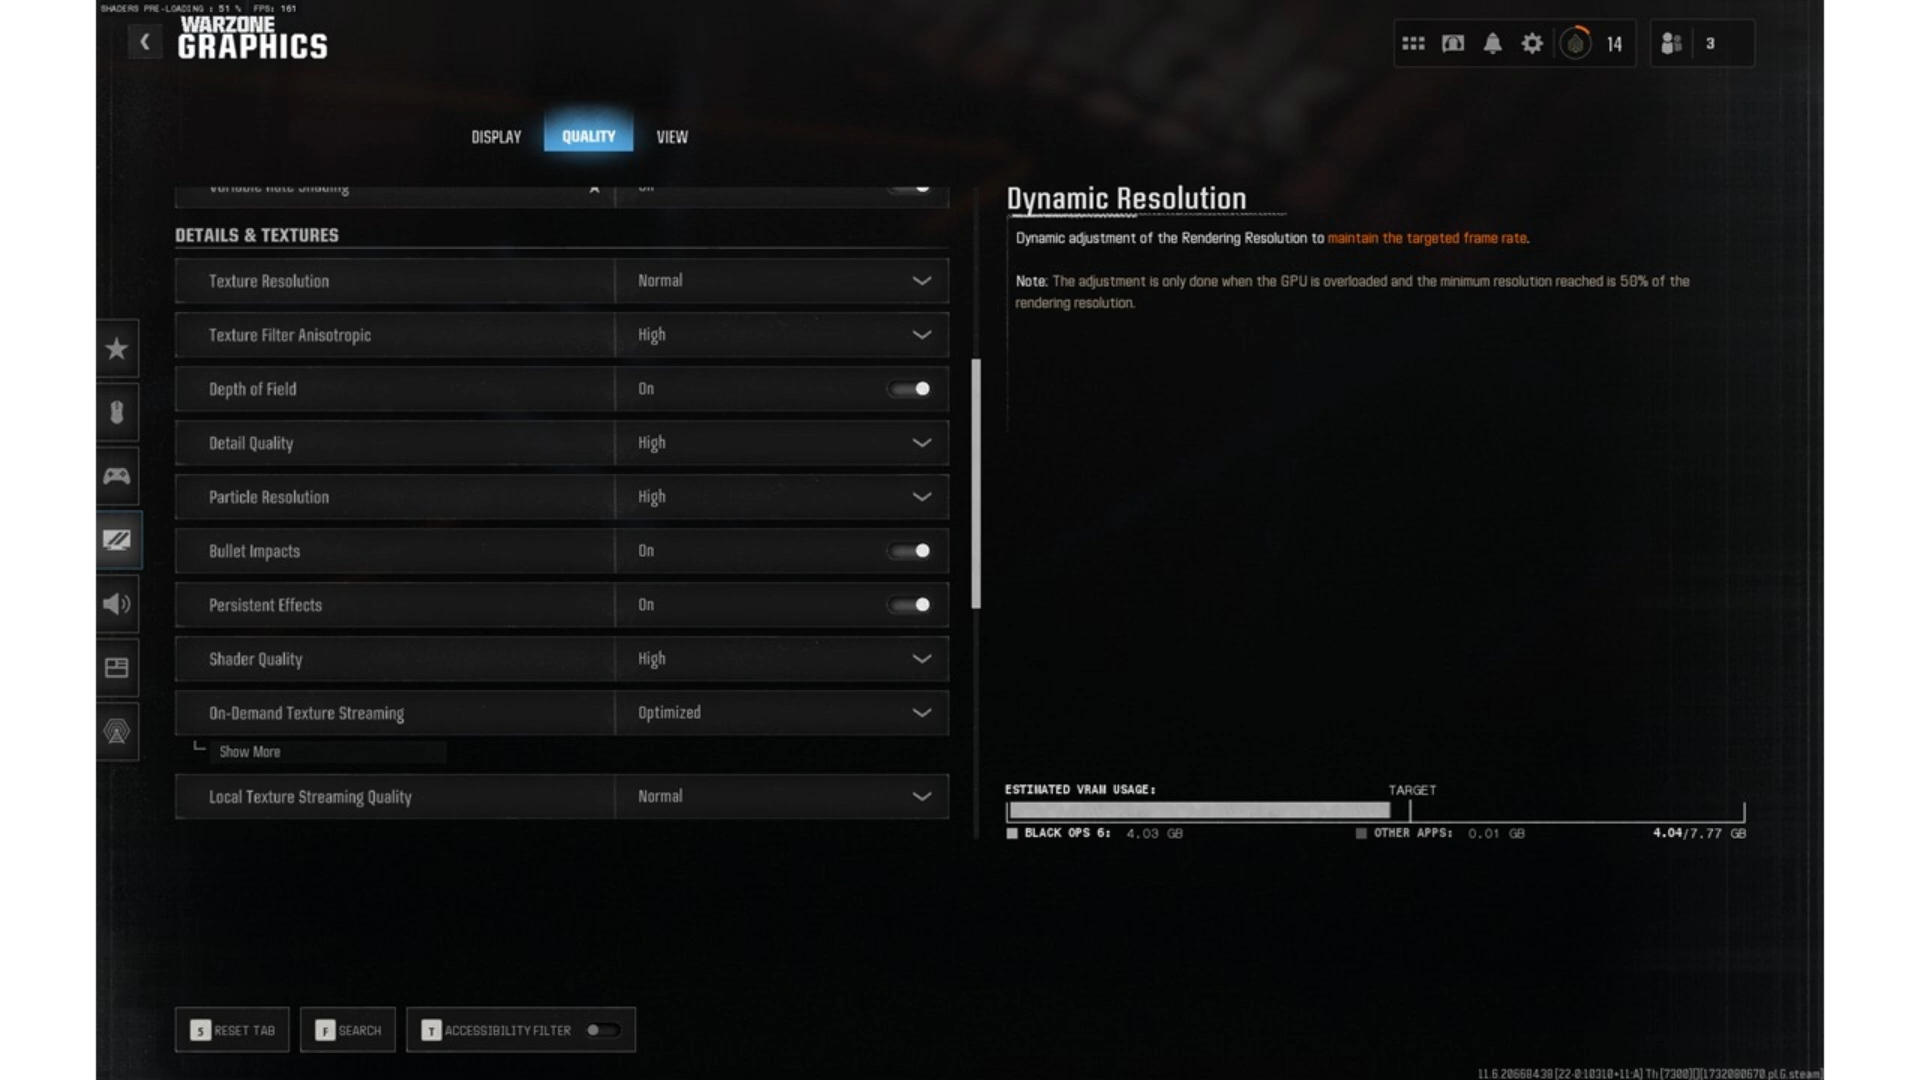 SHADERS PRE-LOADING : 51 % FPS: 161
WARZONE
GRAPHICS
14
3
DISPLAY
QUALITY
VIEW
Variable Rate Shading On
DETAILS & TEXTURES
Texture Resolution Normal
Texture Filter Anisotropic High
Depth of Field On
Detail Quality High
Particle Resolution High
Bullet Impacts On
Persistent Effects On
Shader Quality High
On-Demand Texture Streaming Optimized
Show More
Local Texture Streaming Quality Normal
Dynamic Resolution
Dynamic adjustment of the Rendering Resolution to maintain the targeted frame rate.
Note: The adjustment is only done when the GPU is overloaded and the minimum resolution reached is 50% of the
rendering resolution.
ESTIMATED VRAM USAGE: TARGET
BLACK OPS 6: 4.03 GB OTHER APPS: 0.01 GB 4.04/7.77 GB
S RESET TAB
F SEARCH
T ACCESSIBILITY FILTER